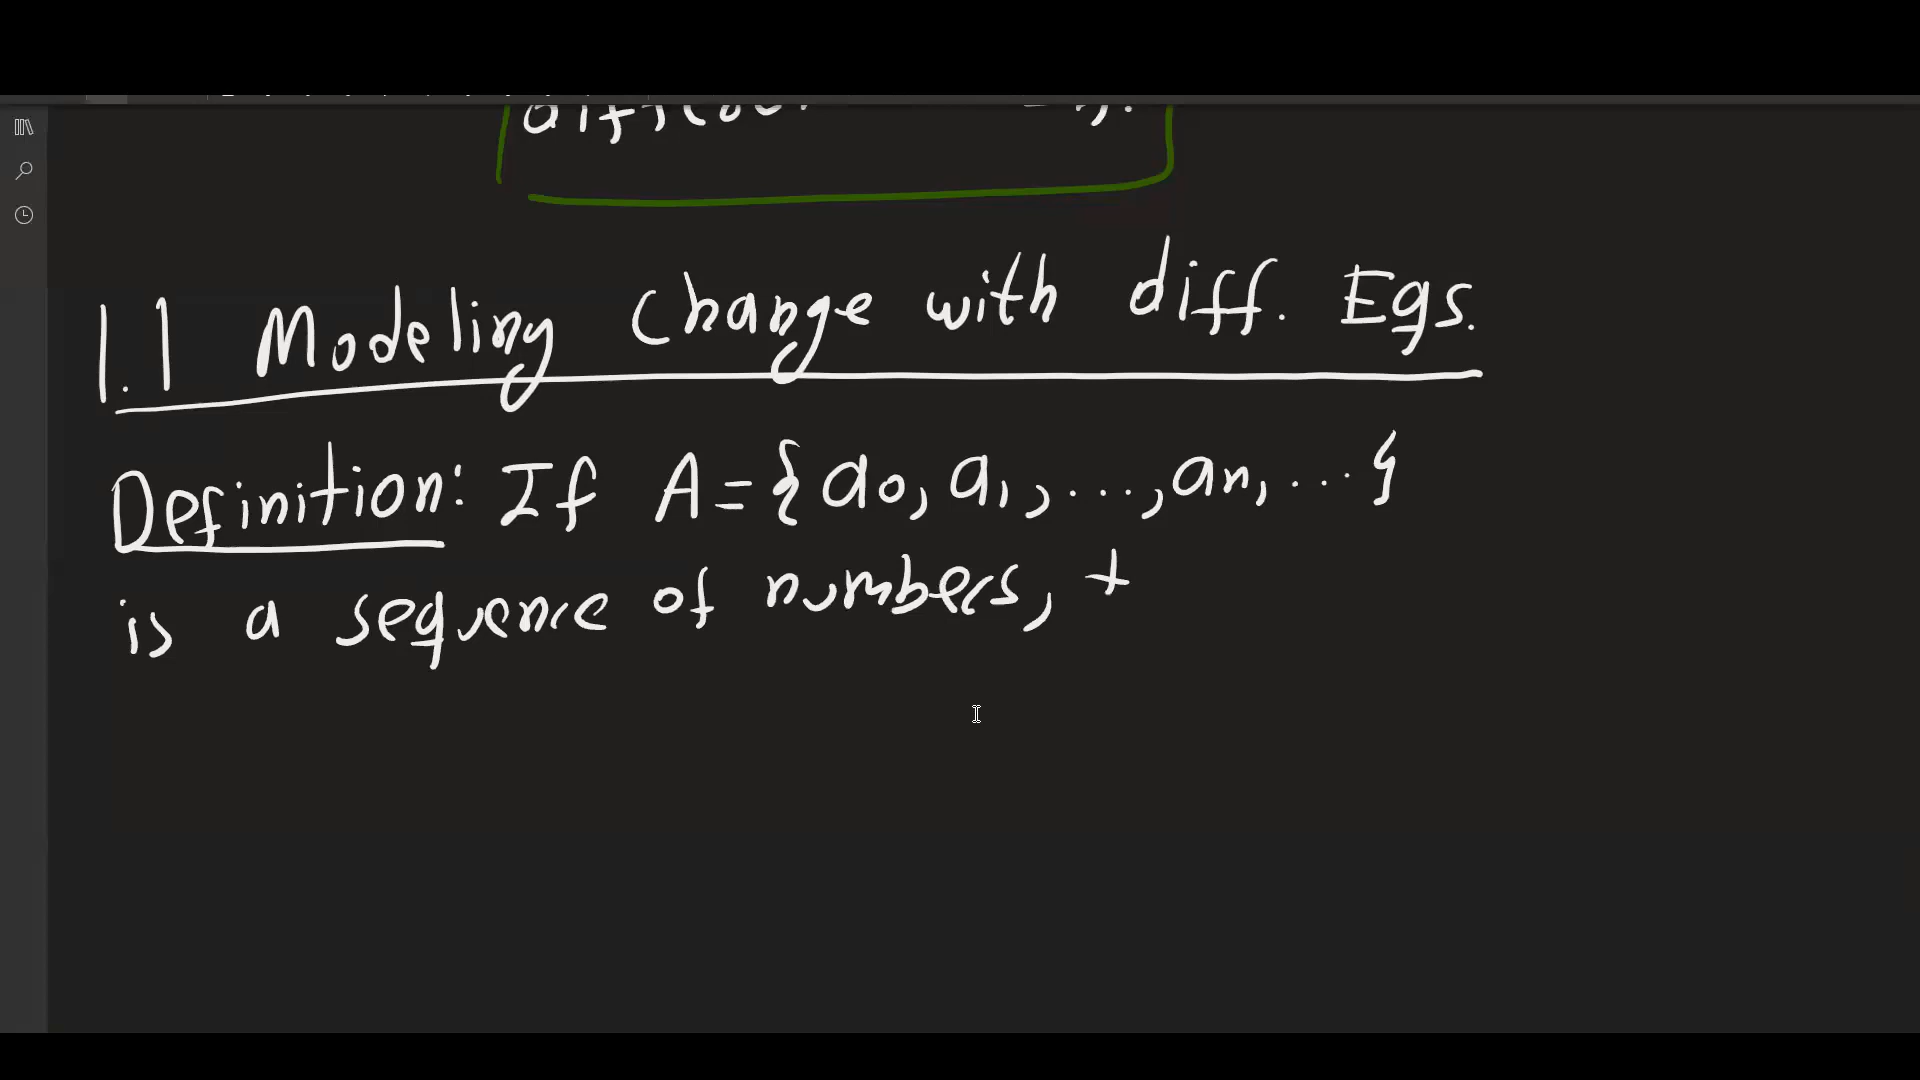 1.1 Modeling Change with diff. Eqs.
Definition: If A = {a0, a1, ..., an, ...}
is a sequence of numbers, t